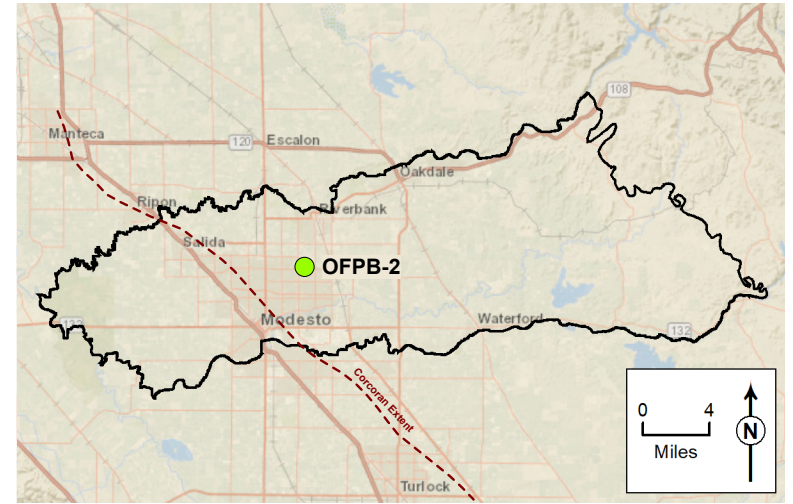 108
Manteca
120
Escalon
Oakdale
Ripon
Riverbank
Salida
OFPB-2
132
Modesto
Waterford
132
Corcoran Extent
0 4
Miles
N
Turlock